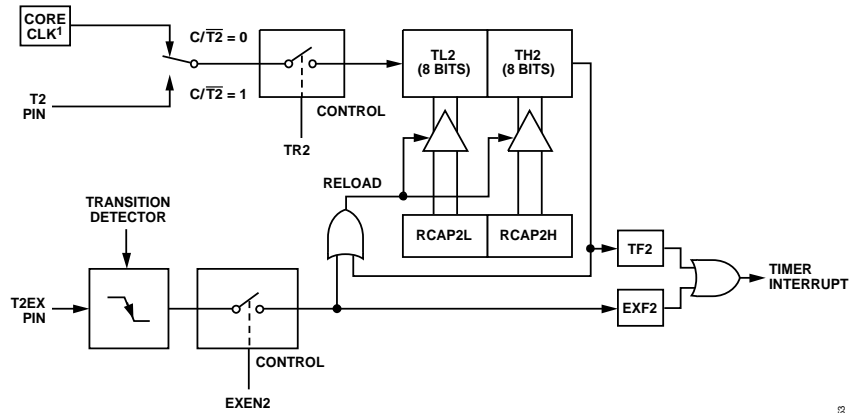 CORE
CLK¹
C/T2̅ = 0
C/T2̅ = 1
T2
PIN
CONTROL
TR2
TL2
(8 BITS)
TH2
(8 BITS)
RELOAD
TRANSITION
DETECTOR
RCAP2L
RCAP2H
TF2
TIMER
INTERRUPT
T2EX
PIN
EXF2
CONTROL
EXEN2